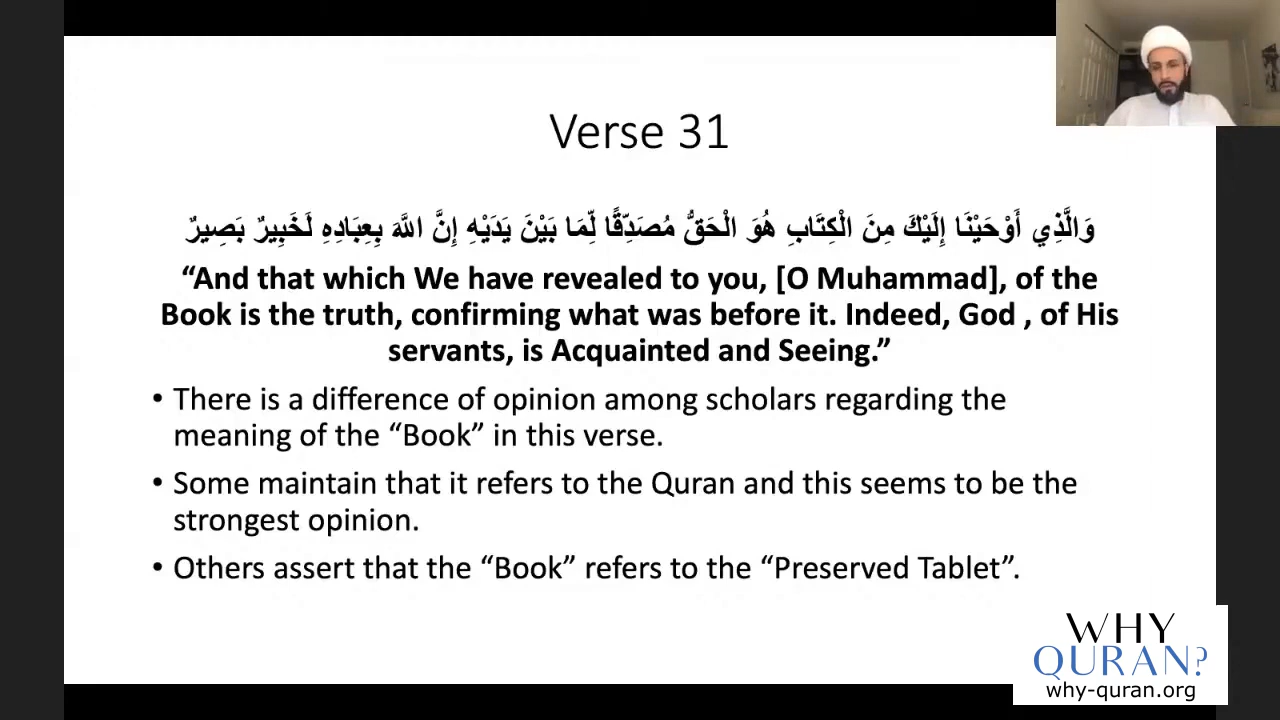 Verse 31
وَالَّذِي أَوْحَيْنَا إِلَيْكَ مِنَ الْكِتَابِ هُوَ الْحَقُّ مُصَدِّقًا لِّمَا بَيْنَ يَدَيْهِ إِنَّ اللَّهَ بِعِبَادِهِ لَخَبِيرٌ بَصِيرٌ
“And that which We have revealed to you, [O Muhammad], of the
Book is the truth, confirming what was before it. Indeed, God , of His
servants, is Acquainted and Seeing.”
• There is a difference of opinion among scholars regarding the
meaning of the “Book” in this verse.
• Some maintain that it refers to the Quran and this seems to be the
strongest opinion.
• Others assert that the “Book” refers to the “Preserved Tablet”.
WHY
QURAN?
why-quran.org